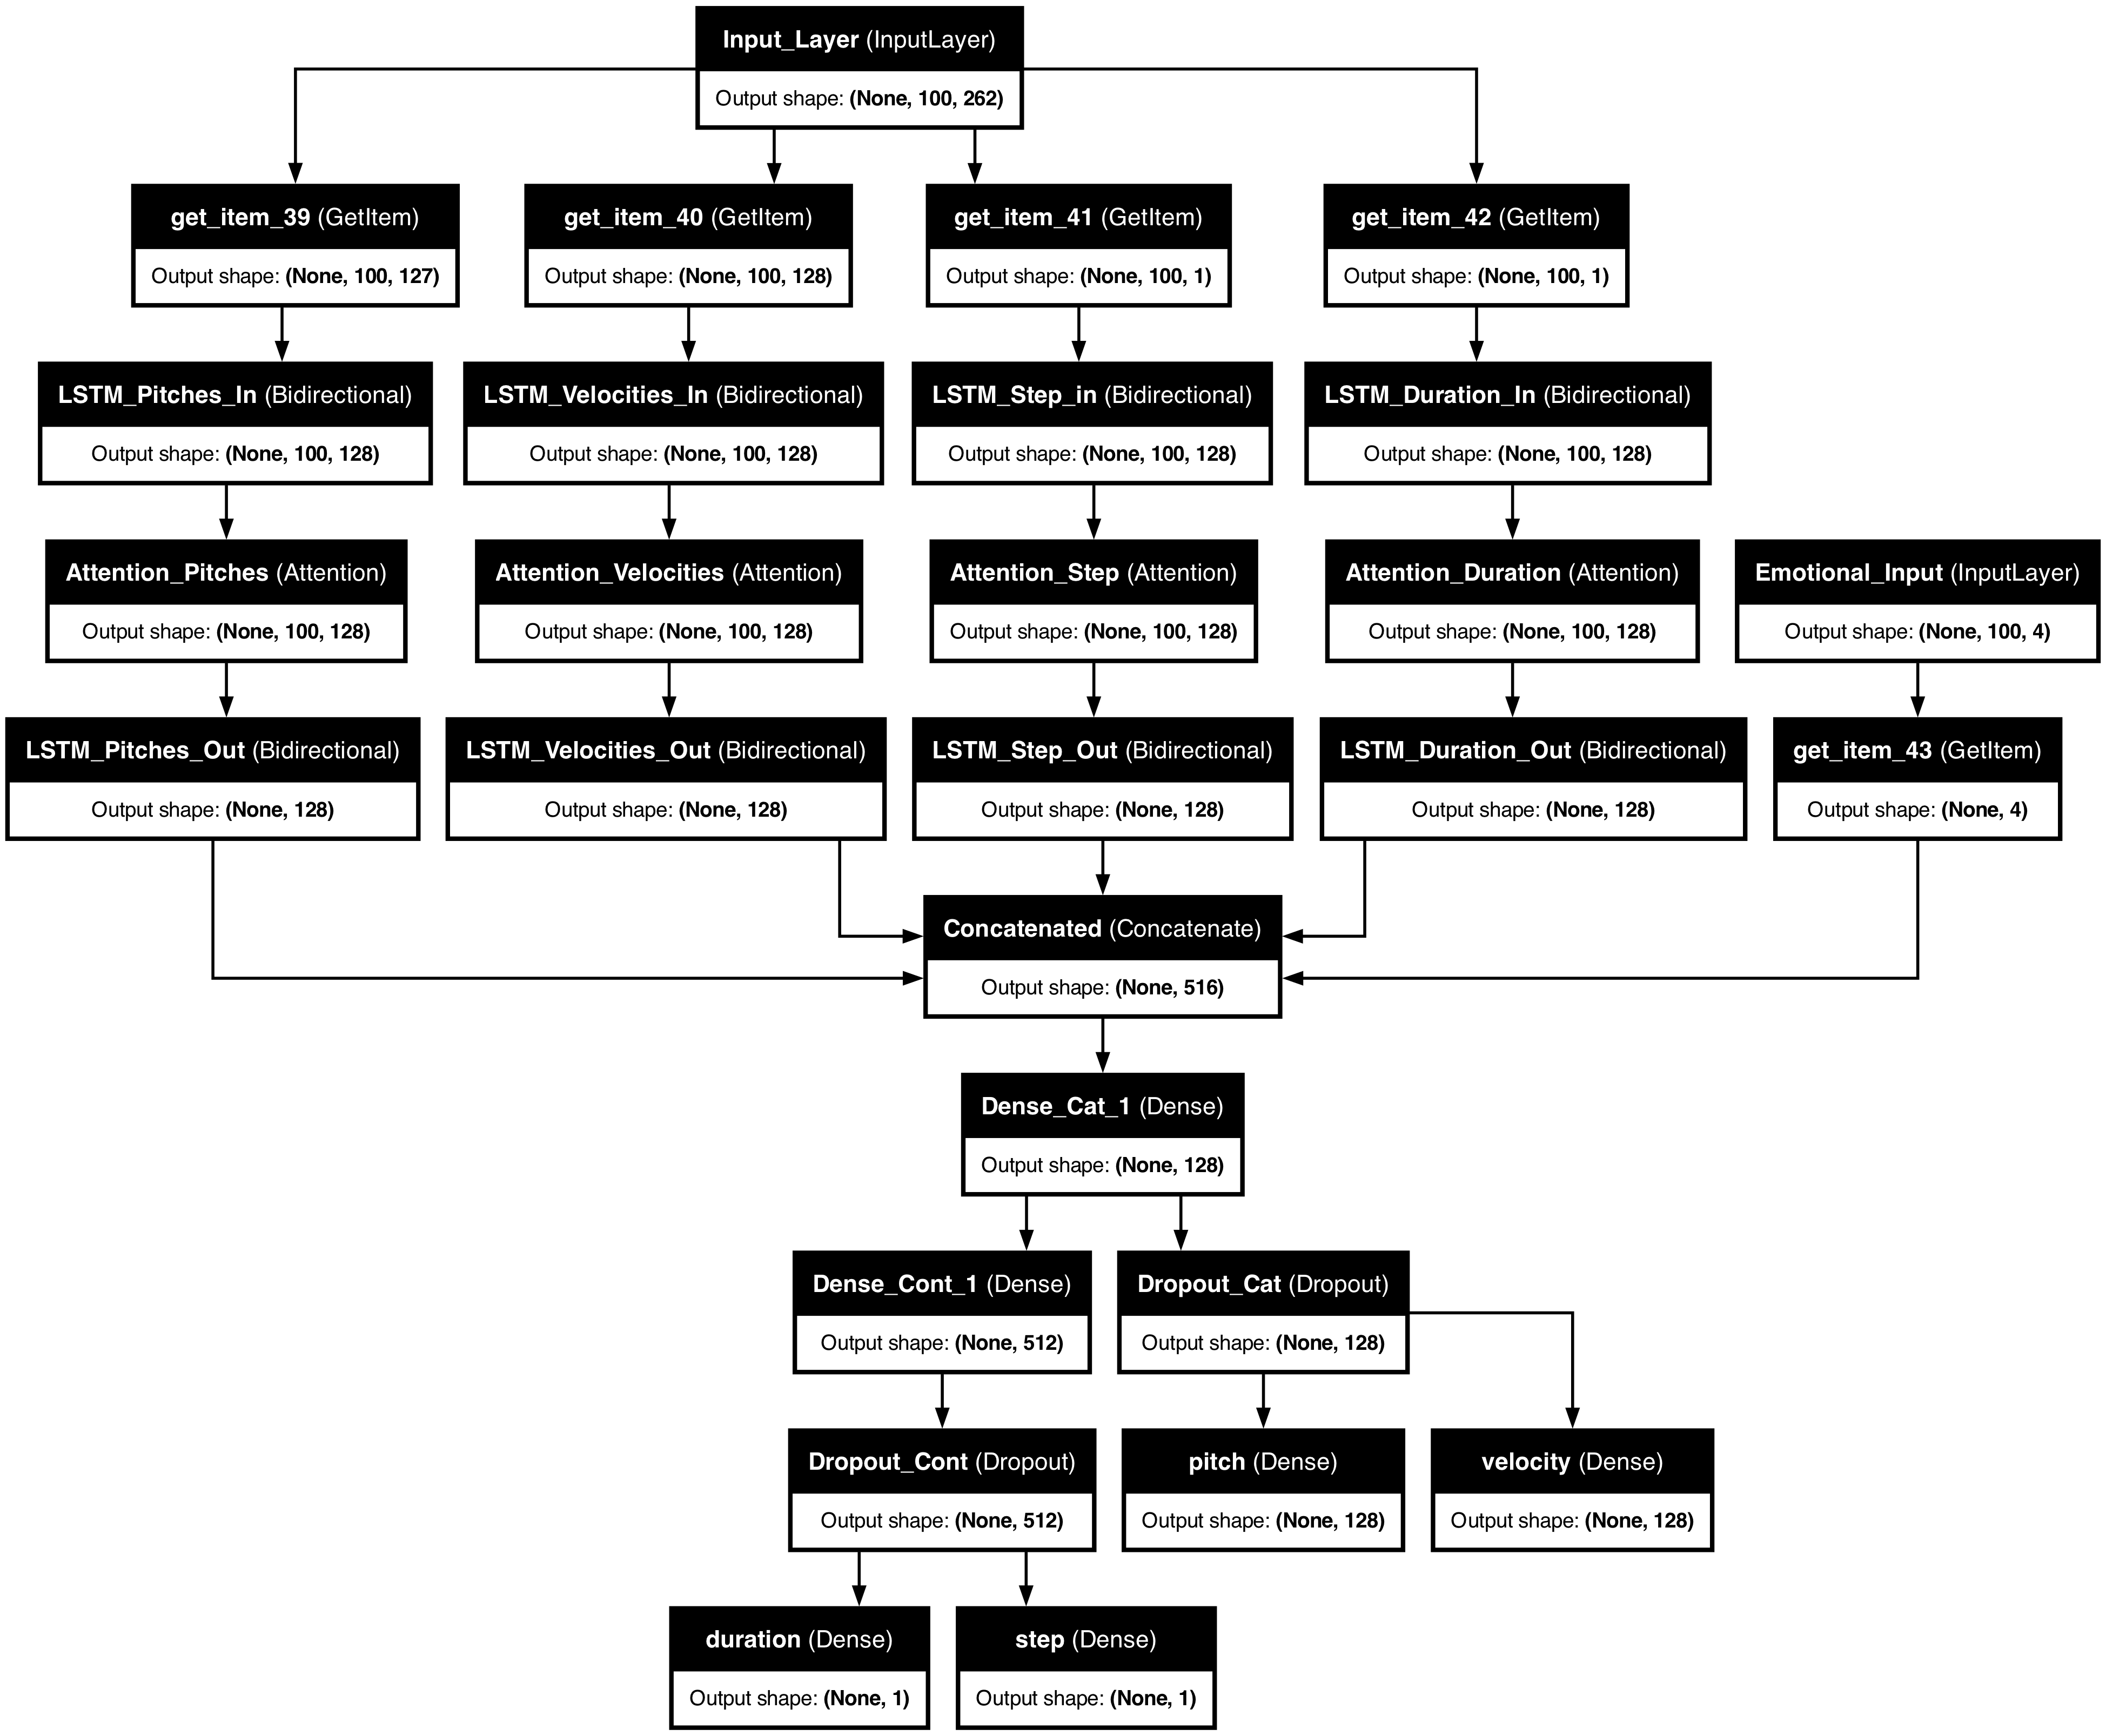 Input_Layer (InputLayer)
Output shape: (None, 100, 262)
get_item_39 (GetItem)
Output shape: (None, 100, 127)
get_item_40 (GetItem)
Output shape: (None, 100, 128)
get_item_41 (GetItem)
Output shape: (None, 100, 1)
get_item_42 (GetItem)
Output shape: (None, 100, 1)
LSTM_Pitches_In (Bidirectional)
Output shape: (None, 100, 128)
LSTM_Velocities_In (Bidirectional)
Output shape: (None, 100, 128)
LSTM_Step_in (Bidirectional)
Output shape: (None, 100, 128)
LSTM_Duration_In (Bidirectional)
Output shape: (None, 100, 128)
Attention_Pitches (Attention)
Output shape: (None, 100, 128)
Attention_Velocities (Attention)
Output shape: (None, 100, 128)
Attention_Step (Attention)
Output shape: (None, 100, 128)
Attention_Duration (Attention)
Output shape: (None, 100, 128)
Emotional_Input (InputLayer)
Output shape: (None, 100, 4)
LSTM_Pitches_Out (Bidirectional)
Output shape: (None, 128)
LSTM_Velocities_Out (Bidirectional)
Output shape: (None, 128)
LSTM_Step_Out (Bidirectional)
Output shape: (None, 128)
LSTM_Duration_Out (Bidirectional)
Output shape: (None, 128)
get_item_43 (GetItem)
Output shape: (None, 4)
Concatenated (Concatenate)
Output shape: (None, 516)
Dense_Cat_1 (Dense)
Output shape: (None, 128)
Dense_Cont_1 (Dense)
Output shape: (None, 512)
Dropout_Cat (Dropout)
Output shape: (None, 128)
Dropout_Cont (Dropout)
Output shape: (None, 512)
pitch (Dense)
Output shape: (None, 128)
velocity (Dense)
Output shape: (None, 128)
duration (Dense)
Output shape: (None, 1)
step (Dense)
Output shape: (None, 1)